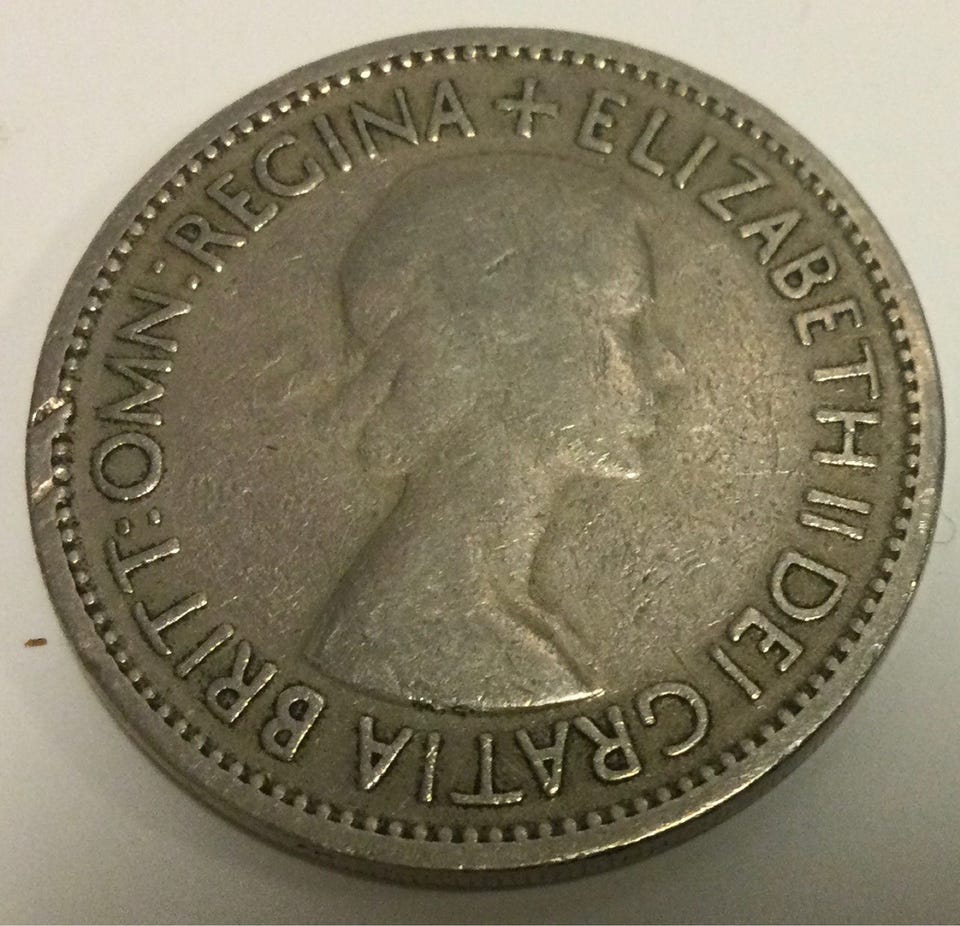 + ELIZABETH II DEI GRATIA BRITT:OMN:REGINA